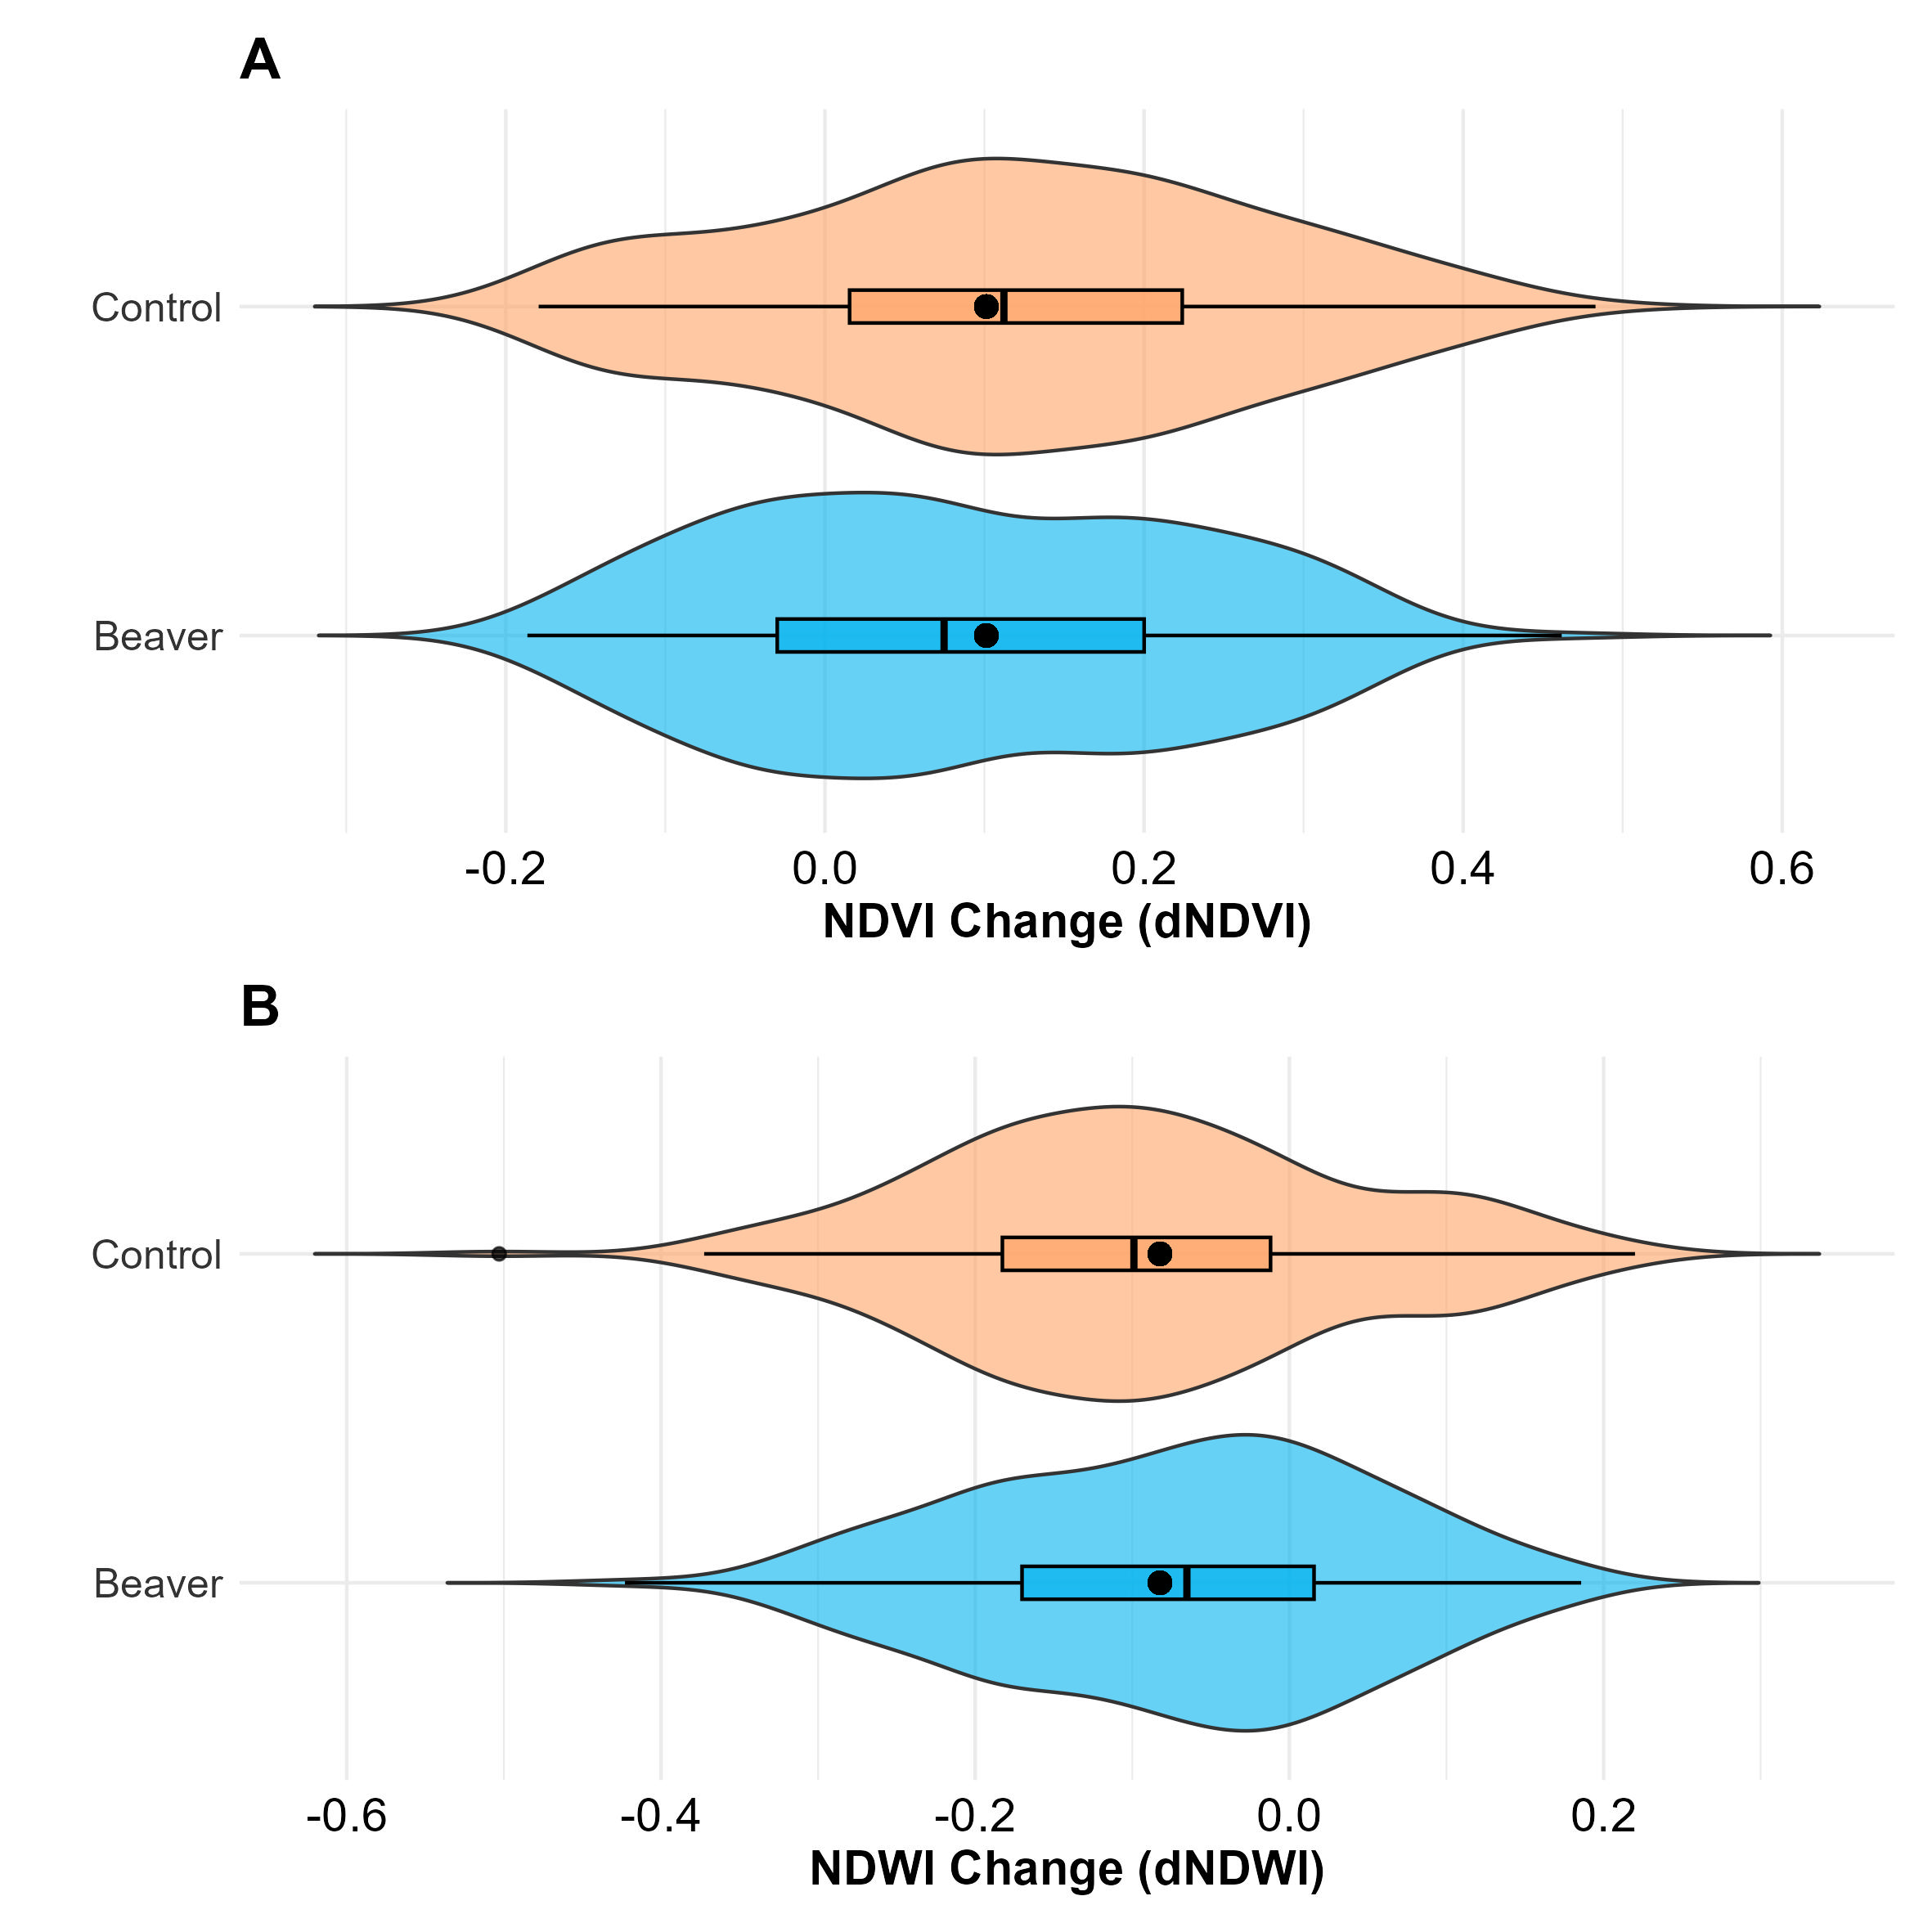 A
Control
Beaver
-0.2 0.0 0.2 0.4 0.6
NDVI Change (dNDVI)
B
Control
Beaver
-0.6 -0.4 -0.2 0.0 0.2
NDWI Change (dNDWI)